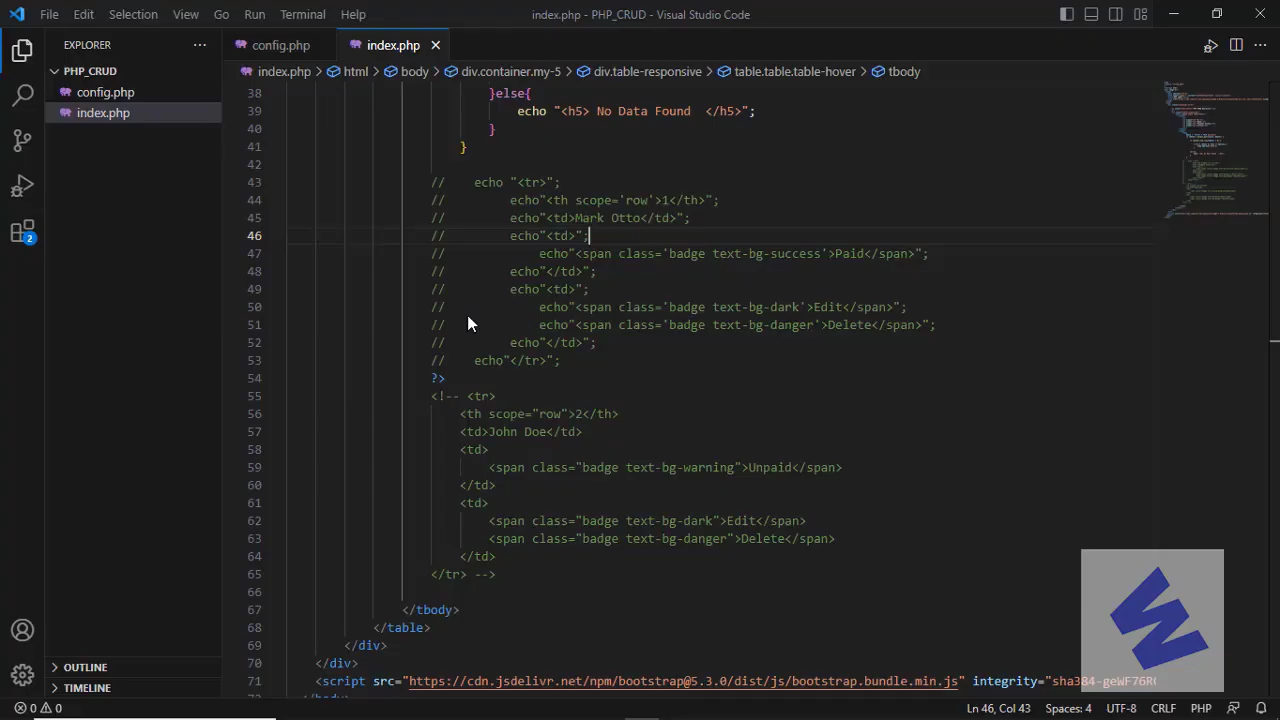 File Edit Selection View Go Run Terminal Help index.php - PHP_CRUD - Visual Studio Code
EXPLORER ··· config.php index.php
PHP_CRUD index.php > html > body > div.container.my-5 > div.table-responsive > table.table.table-hover > tbody
config.php
index.php
38 }else{
39 echo "<h5> No Data Found  </h5>";
40 }
41 }
42
43 // echo "<tr>";
44 // echo"<th scope='row'>1</th>";
45 // echo"<td>Mark Otto</td>";
46 // echo"<td>";
47 // echo"<span class='badge text-bg-success'>Paid</span>";
48 // echo"</td>";
49 // echo"<td>";
50 // echo"<span class='badge text-bg-dark'>Edit</span>";
51 // echo"<span class='badge text-bg-danger'>Delete</span>";
52 // echo"</td>";
53 // echo"</tr>";
54 ?>
55 <!-- <tr>
56 <th scope="row">2</th>
57 <td>John Doe</td>
58 <td>
59 <span class="badge text-bg-warning">Unpaid</span>
60 </td>
61 <td>
62 <span class="badge text-bg-dark">Edit</span>
63 <span class="badge text-bg-danger">Delete</span>
64 </td>
65 </tr> -->
66
67 </tbody>
68 </table>
69 </div>
70 </div>
71 <script src="https://cdn.jsdelivr.net/npm/bootstrap@5.3.0/dist/js/bootstrap.bundle.min.js" integrity="sha384-geWF76R
2
OUTLINE
TIMELINE
W
0 0 Ln 46, Col 43 Spaces: 4 UTF-8 CRLF PHP